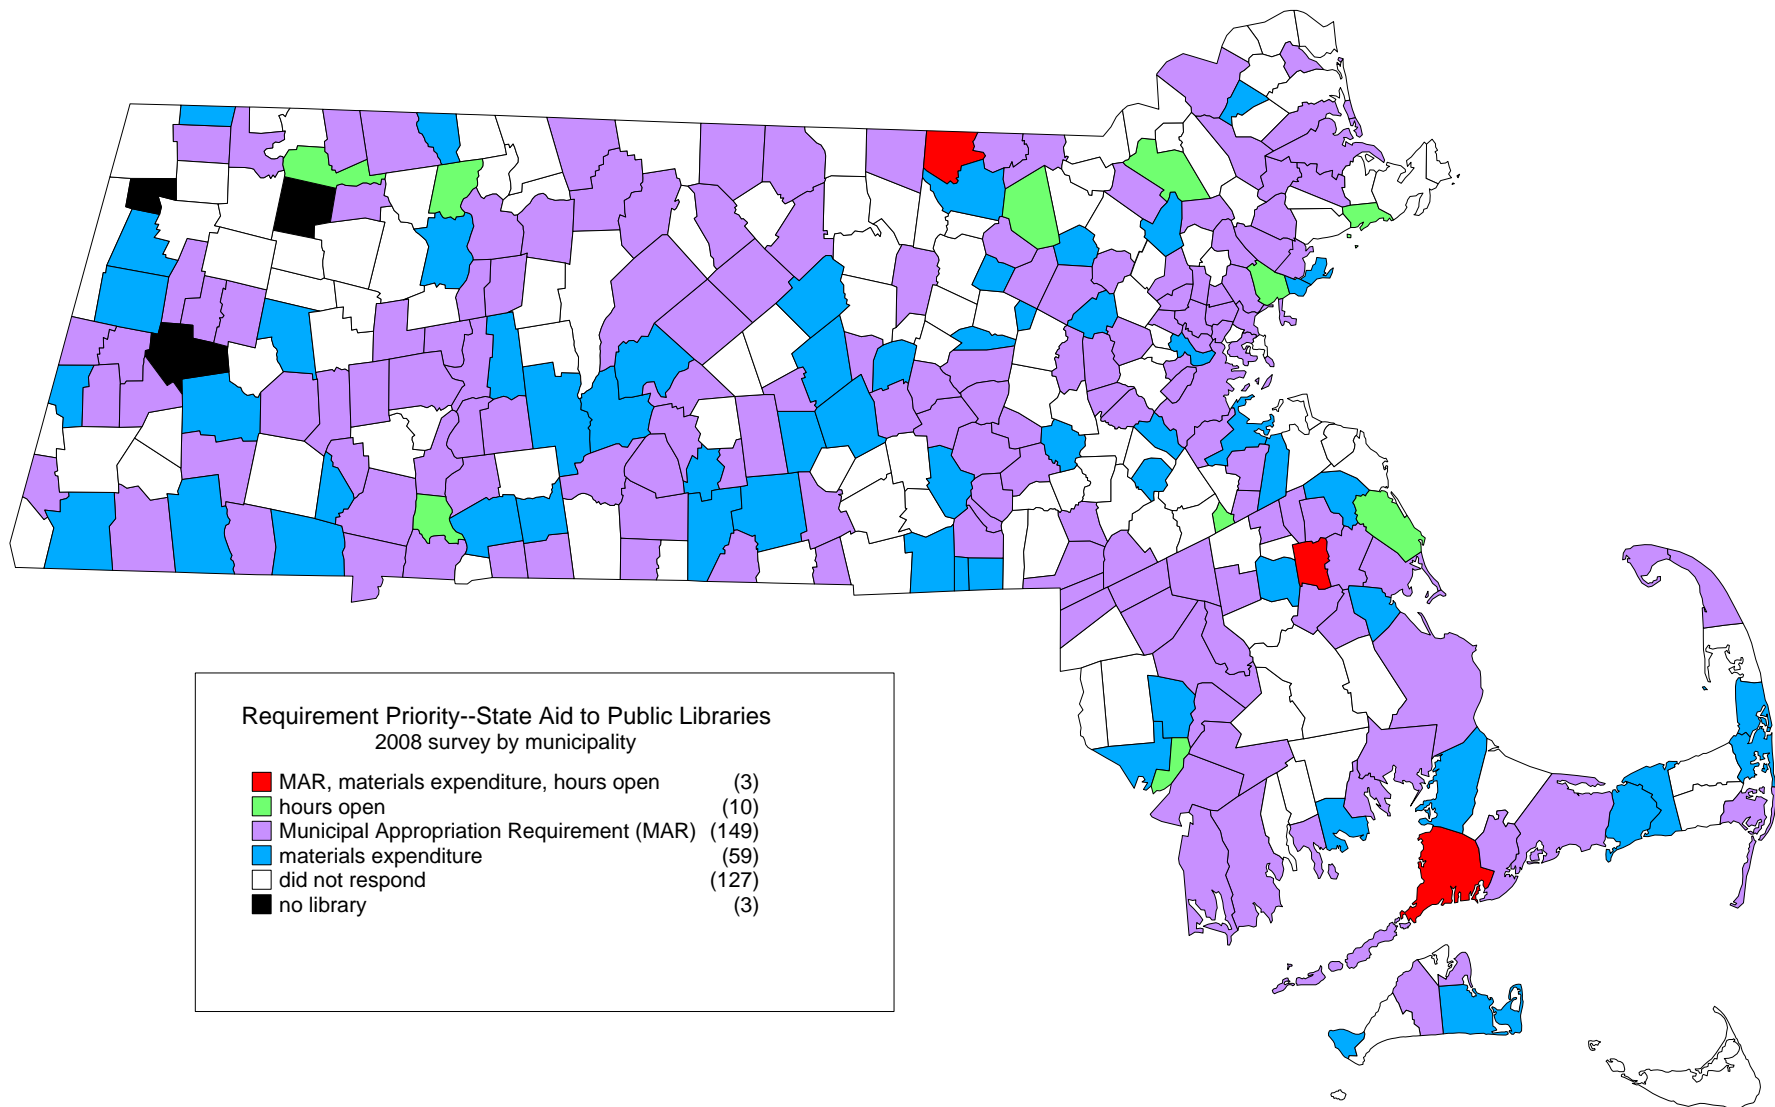 Requirement Priority--State Aid to Public Libraries
2008 survey by municipality
MAR, materials expenditure, hours open (3)
hours open (10)
Municipal Appropriation Requirement (MAR) (149)
materials expenditure (59)
did not respond (127)
no library (3)